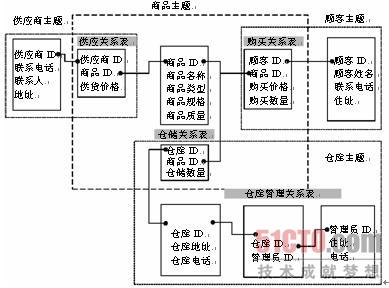 商品主题
供应商主题
顾客主题
供应关系表
购买关系表
供应商 ID
联系电话
联系人
地址
供应商 ID
商品 ID
供货价格
商品 ID
商品名称
商品类型
商品规格
商品质量
顾客 ID
商品 ID
购买价格
购买数量
顾客 ID
顾客姓名
联系电话
住址
仓储关系表
仓库 ID
商品 ID
仓储数量
仓库主题
仓库管理关系表
仓库 ID
仓库地址
仓库电话
仓库 ID
管理员 ID
管理员 ID
住址
电话
51CTO.com
技术成就梦想